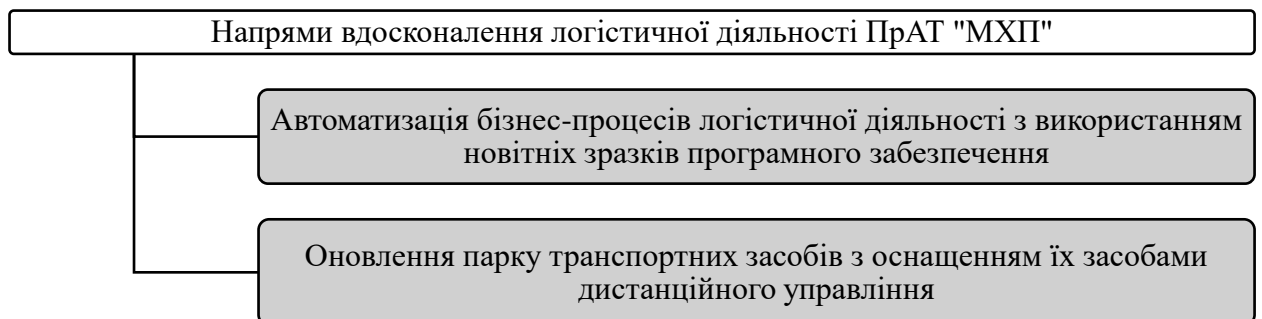 Напрями вдосконалення логістичної діяльності ПрАТ "МХП"
Автоматизація бізнес-процесів логістичної діяльності з використанням
новітніх зразків програмного забезпечення
Оновлення парку транспортних засобів з оснащенням їх засобами
дистанційного управління